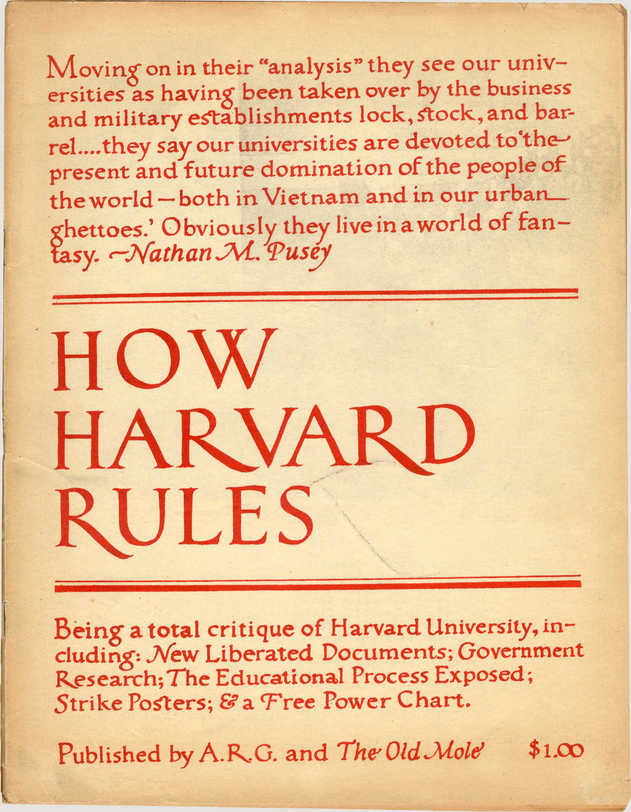 Moving on in their "analysis" they see our univ-
ersities as having been taken over by the business
and military establishments lock, stock, and bar-
rel....they say our universities are devoted to 'the
present and future domination of the people of
the world — both in Vietnam and in our urban
ghettoes.' Obviously they live in a world of fan-
tasy. ~Nathan M. Pusey
HOW
HARVARD
RULES
Being a total critique of Harvard University, in-
cluding: New Liberated Documents; Government
Research; The Educational Process Exposed;
Strike Posters; & a Free Power Chart.
Published by A.R.G. and The Old Mole $1.00